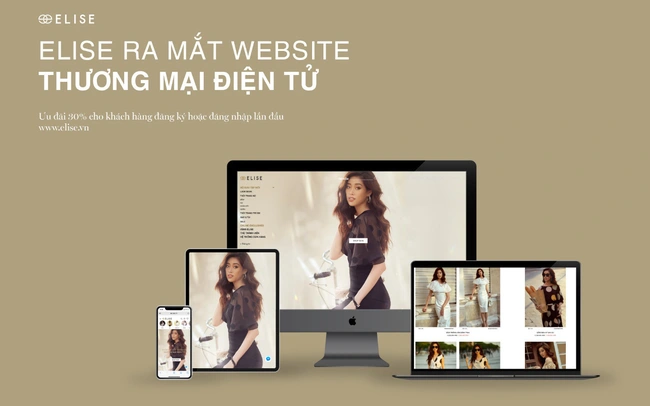 ELISE
ELISE RA MẮT WEBSITE
THƯƠNG MẠI ĐIỆN TỬ
Ưu đãi 30% cho khách hàng đăng ký hoặc đăng nhập lần đầu
www.elise.vn
ELISE